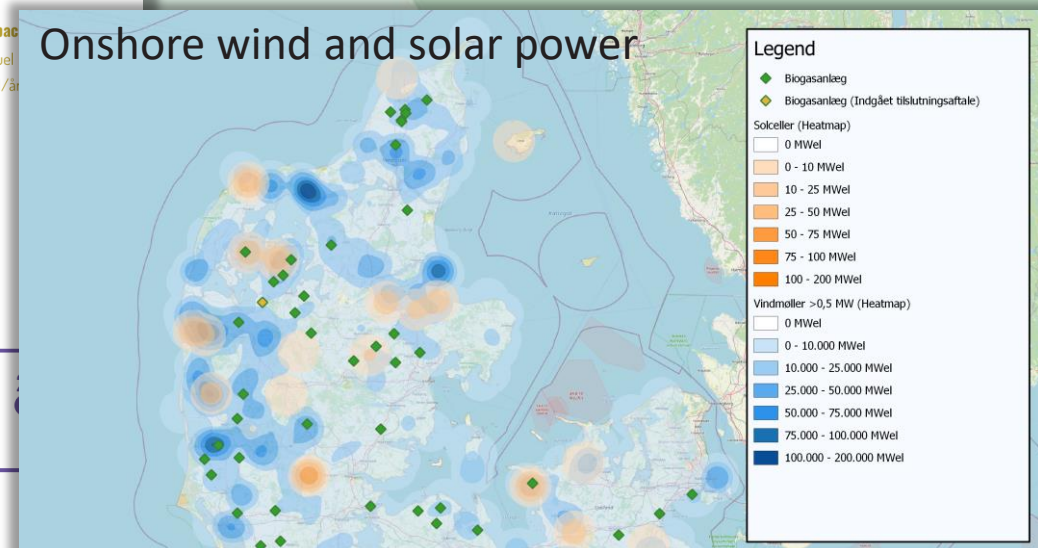 Onshore wind and solar power
Legend
Biogasanlæg
Biogasanlæg (Indgået tilslutningsaftale)
Solceller (Heatmap)
0 MWel
0 - 10 MWel
10 - 25 MWel
25 - 50 MWel
50 - 75 MWel
75 - 100 MWel
100 - 200 MWel
Vindmøller >0,5 MW (Heatmap)
0 MWel
0 - 10.000 MWel
10.000 - 25.000 MWel
25.000 - 50.000 MWel
50.000 - 75.000 MWel
75.000 - 100.000 MWel
100.000 - 200.000 MWel